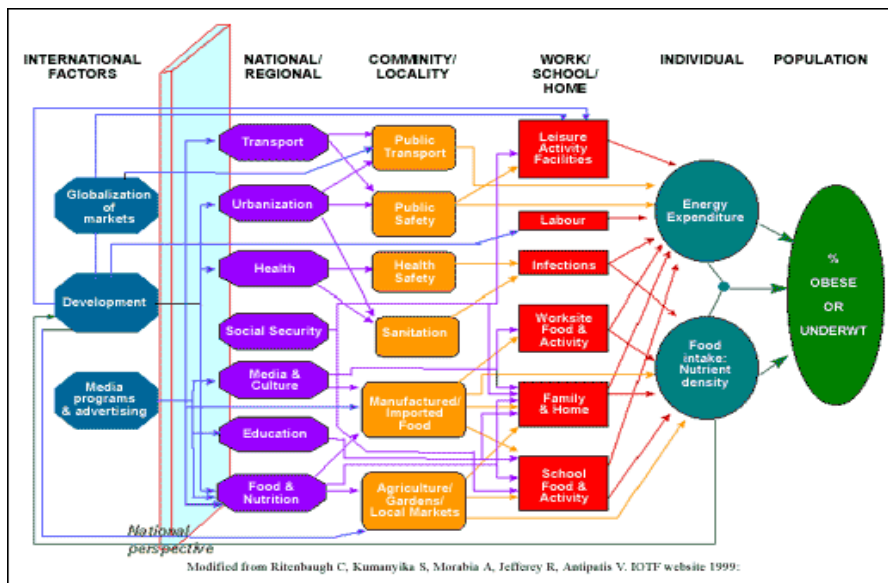 INTERNATIONAL
FACTORS
NATIONAL/
REGIONAL
COMMINITY/
LOCALITY
WORK/
SCHOOL/
HOME
INDIVIDUAL
POPULATION
Globalization
of
markets
Development
Media
programs
& advertising
Transport
Urbanization
Health
Social Security
Media &
Culture
Education
Food &
Nutrition
National
perspective
Public
Transport
Public
Safety
Health
Safety
Sanitation
Manufactured/
Imported
Food
Agriculture/
Gardens/
Local Markets
Leisure
Activity
Facilities
Labour
Infections
Worksite
Food &
Activity
Family
& Home
School
Food &
Activity
Energy
Expenditure
Food
intake:
Nutrient
density
%
OBESE
OR
UNDERWT
Modified from Ritenbaugh C, Kumanyika S, Morabia A, Jefferey R, Antipatis V. IOTF website 1999: